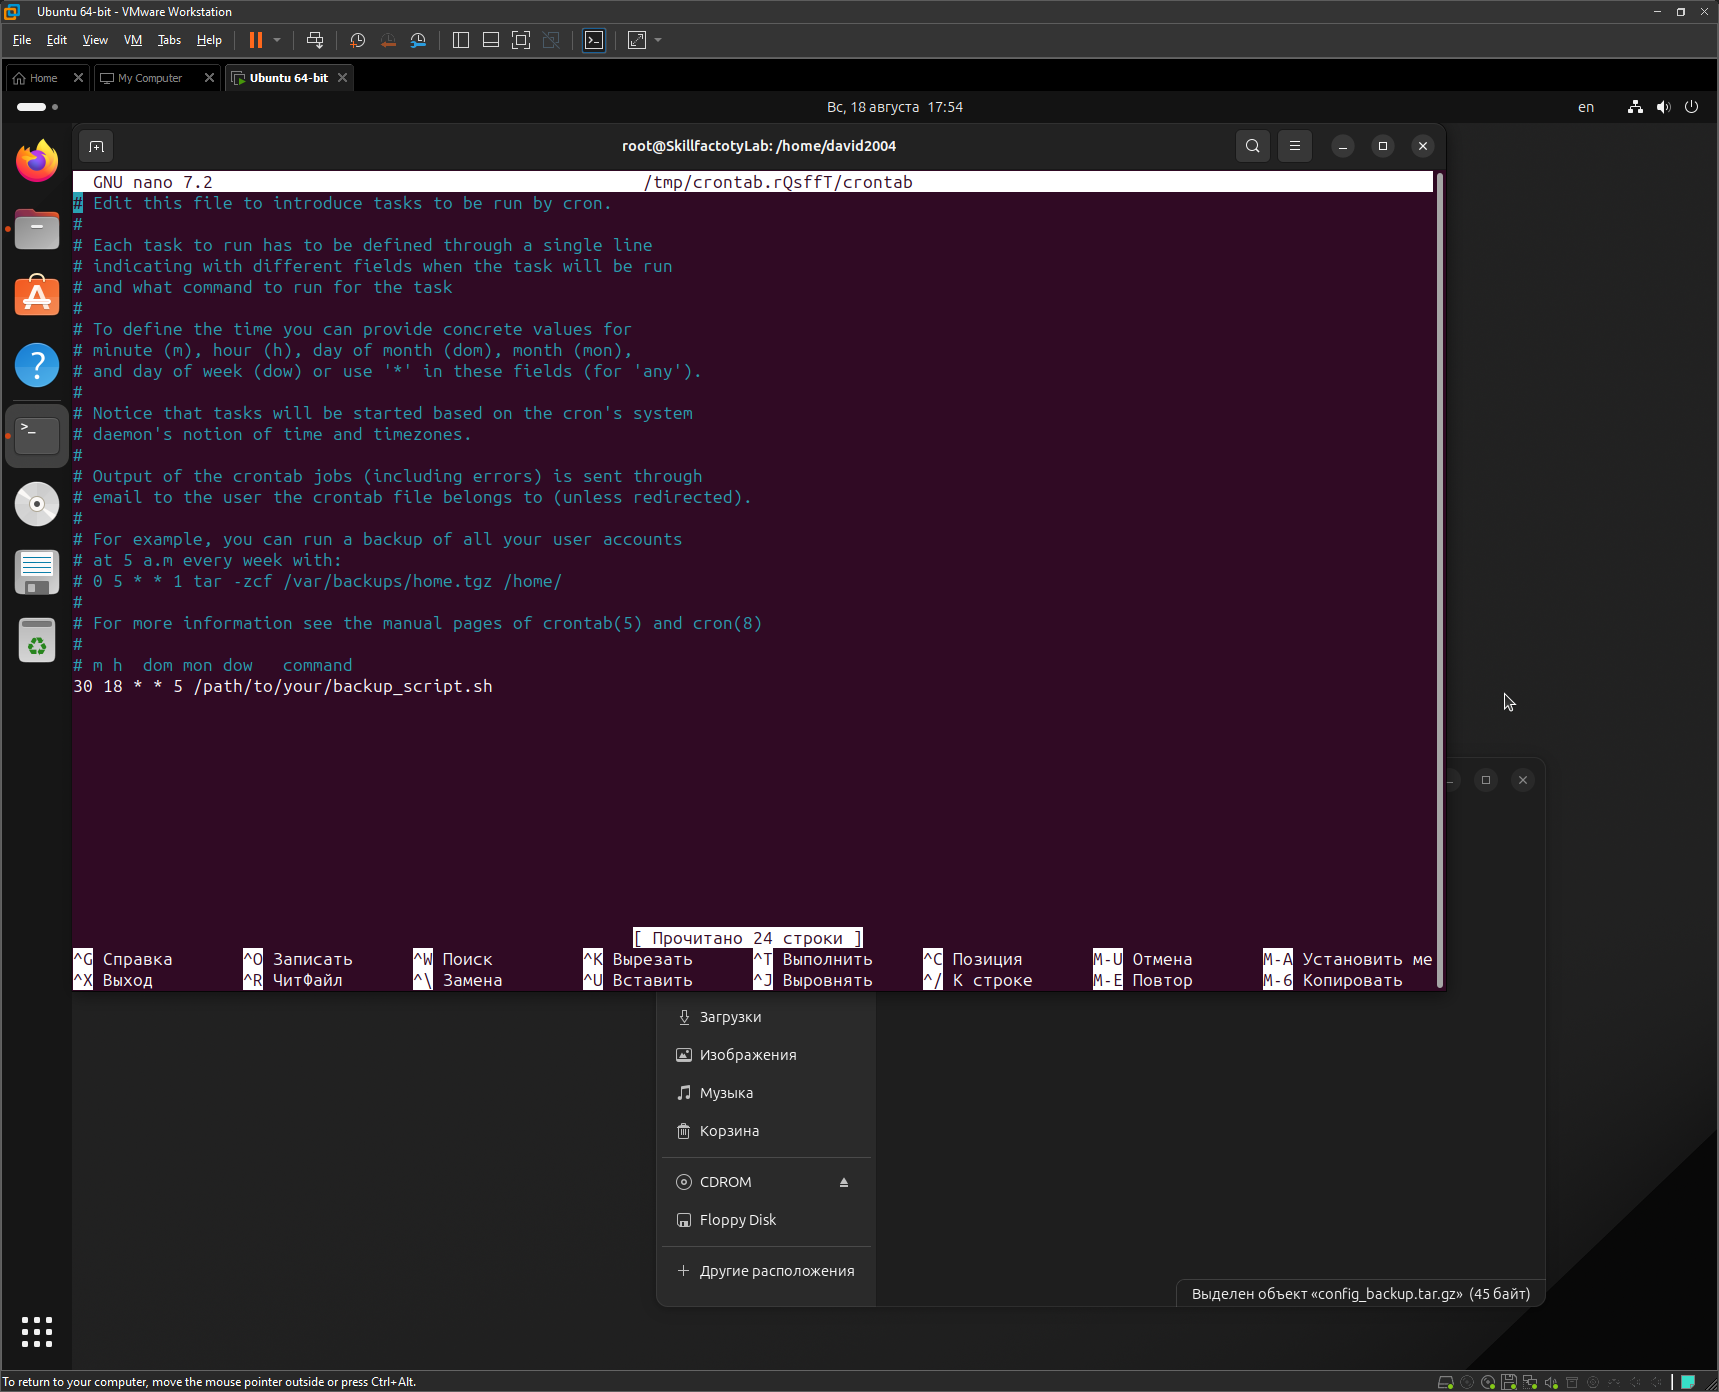 Ubuntu 64-bit - VMware Workstation
File Edit View VM Tabs Help
Home My Computer Ubuntu 64-bit
Вс, 18 августа 17:54
en
root@SkillfactotyLab: /home/david2004
GNU nano 7.2 /tmp/crontab.rQsffT/crontab
# Edit this file to introduce tasks to be run by cron.
#
# Each task to run has to be defined through a single line
# indicating with different fields when the task will be run
# and what command to run for the task
#
# To define the time you can provide concrete values for
# minute (m), hour (h), day of month (dom), month (mon),
# and day of week (dow) or use '*' in these fields (for 'any').
#
# Notice that tasks will be started based on the cron's system
# daemon's notion of time and timezones.
#
# Output of the crontab jobs (including errors) is sent through
# email to the user the crontab file belongs to (unless redirected).
#
# For example, you can run a backup of all your user accounts
# at 5 a.m every week with:
# 0 5 * * 1 tar -zcf /var/backups/home.tgz /home/
#
# For more information see the manual pages of crontab(5) and cron(8)
#
# m h  dom mon dow   command
30 18 * * 5 /path/to/your/backup_script.sh
[ Прочитано 24 строки ]
^G Справка ^O Записать ^W Поиск ^K Вырезать ^T Выполнить ^C Позиция M-U Отмена M-A Установить ме
^X Выход ^R ЧитФайл ^\ Замена ^U Вставить ^J Выровнять ^/ К строке M-E Повтор M-6 Копировать
Загрузки
Изображения
Музыка
Корзина
CDROM
Floppy Disk
Другие расположения
Выделен объект «config_backup.tar.gz» (45 байт)
To return to your computer, move the mouse pointer outside or press Ctrl+Alt.